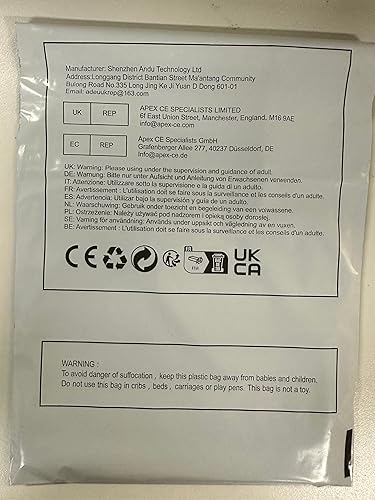 Manufacturer: Shenzhen Andu Technology Ltd
Address:Longgang District Bantian Street Ma'antang Community
Bulong Road No.335 Long Jing Ke Ji Yuan D Dong 601-01
Email: adeuukrep@163.com
UK REP
APEX CE SPECIALISTS LIMITED
6f East Union Street, Manchester, England, M16 9AE
info@apex-ce.com
EC REP
Apex CE Specialists GmbH
Grafenberger Allee 277, 40237 Düsseldorf, DE
Info@apex-ce.de
UK: Warning: Please using under the supervision and guidance of adult.
DE: Warnung: Bitte nur unter Aufsicht und Anleitung von Erwachsenen verwenden.
IT: Attenzione: Utilizzare sotto la supervisione e la guida di un adulto.
FR: Avertissement : L'utilisation doit se faire sous la surveillance et les conseils d'un adulte.
ES: Advertencia: Utilizar bajo la supervisión y guía de un adulto.
NL: Waarschuwing: Gebruik onder toezicht en begeleiding van een volwassene.
PL: Ostrzeżenie: Należy używać pod nadzorem i opieką osoby dorosłej.
SE: Varning för användning: Använd under uppsikt och vägledning av en vuxen.
BE: Avertissement : L'utilisation doit se faire sous la surveillance et les conseils d'un adulte.
CE
UK
CA
WARNING :
To avoid danger of suffocation , keep this plastic bag away from babies and children.
Do not use this bag in cribs , beds , carriages or play pens. This bag is not a toy.